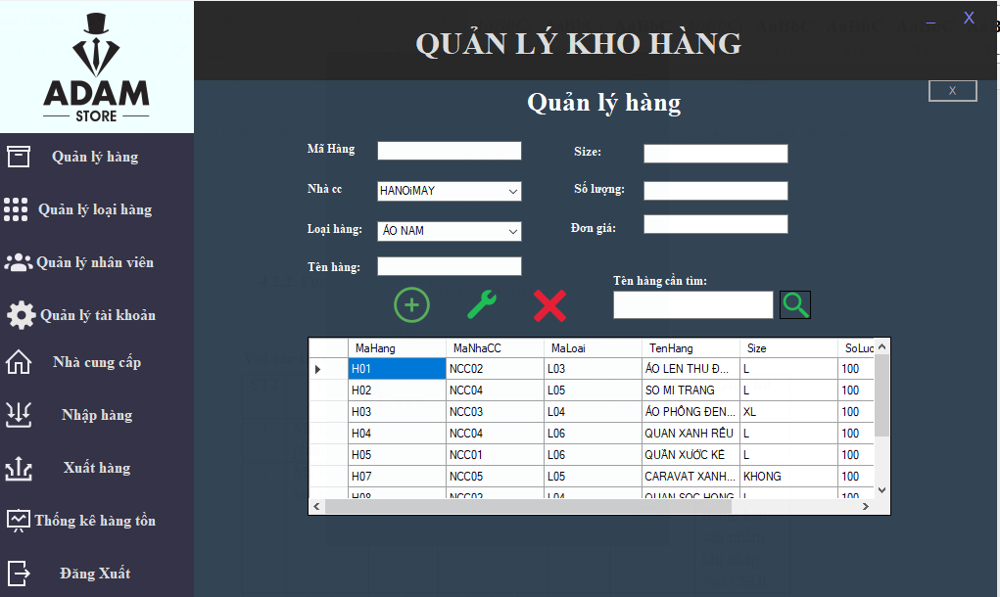 ADAM
STORE
Quản lý hàng
Quản lý loại hàng
Quản lý nhân viên
Quản lý tài khoản
Nhà cung cấp
Nhập hàng
Xuất hàng
Thống kê hàng tồn
Đăng Xuất
_ X
QUẢN LÝ KHO HÀNG
X
Quản lý hàng
Mã Hàng
Size:
Nhà cc HANOiMAY
Số lượng:
Loại hàng: ÁO NAM
Đơn giá:
Tên hàng:
Tên hàng cần tìm:
MaHang MaNhaCC MaLoai TenHang Size SoLuo
H01 NCC02 L03 ÁO LEN THU Đ... L 100
H02 NCC04 L05 SO MI TRANG L 100
H03 NCC03 L04 ÁO PHÔNG ĐEN... XL 100
H04 NCC04 L06 QUAN XANH RÊU L 100
H05 NCC01 L06 QUẦN XƯỚC KẺ L 100
H07 NCC05 L05 CARAVAT XANH... KHONG 100
H08 NCC02 L04 QUAN SOC HONG L 100